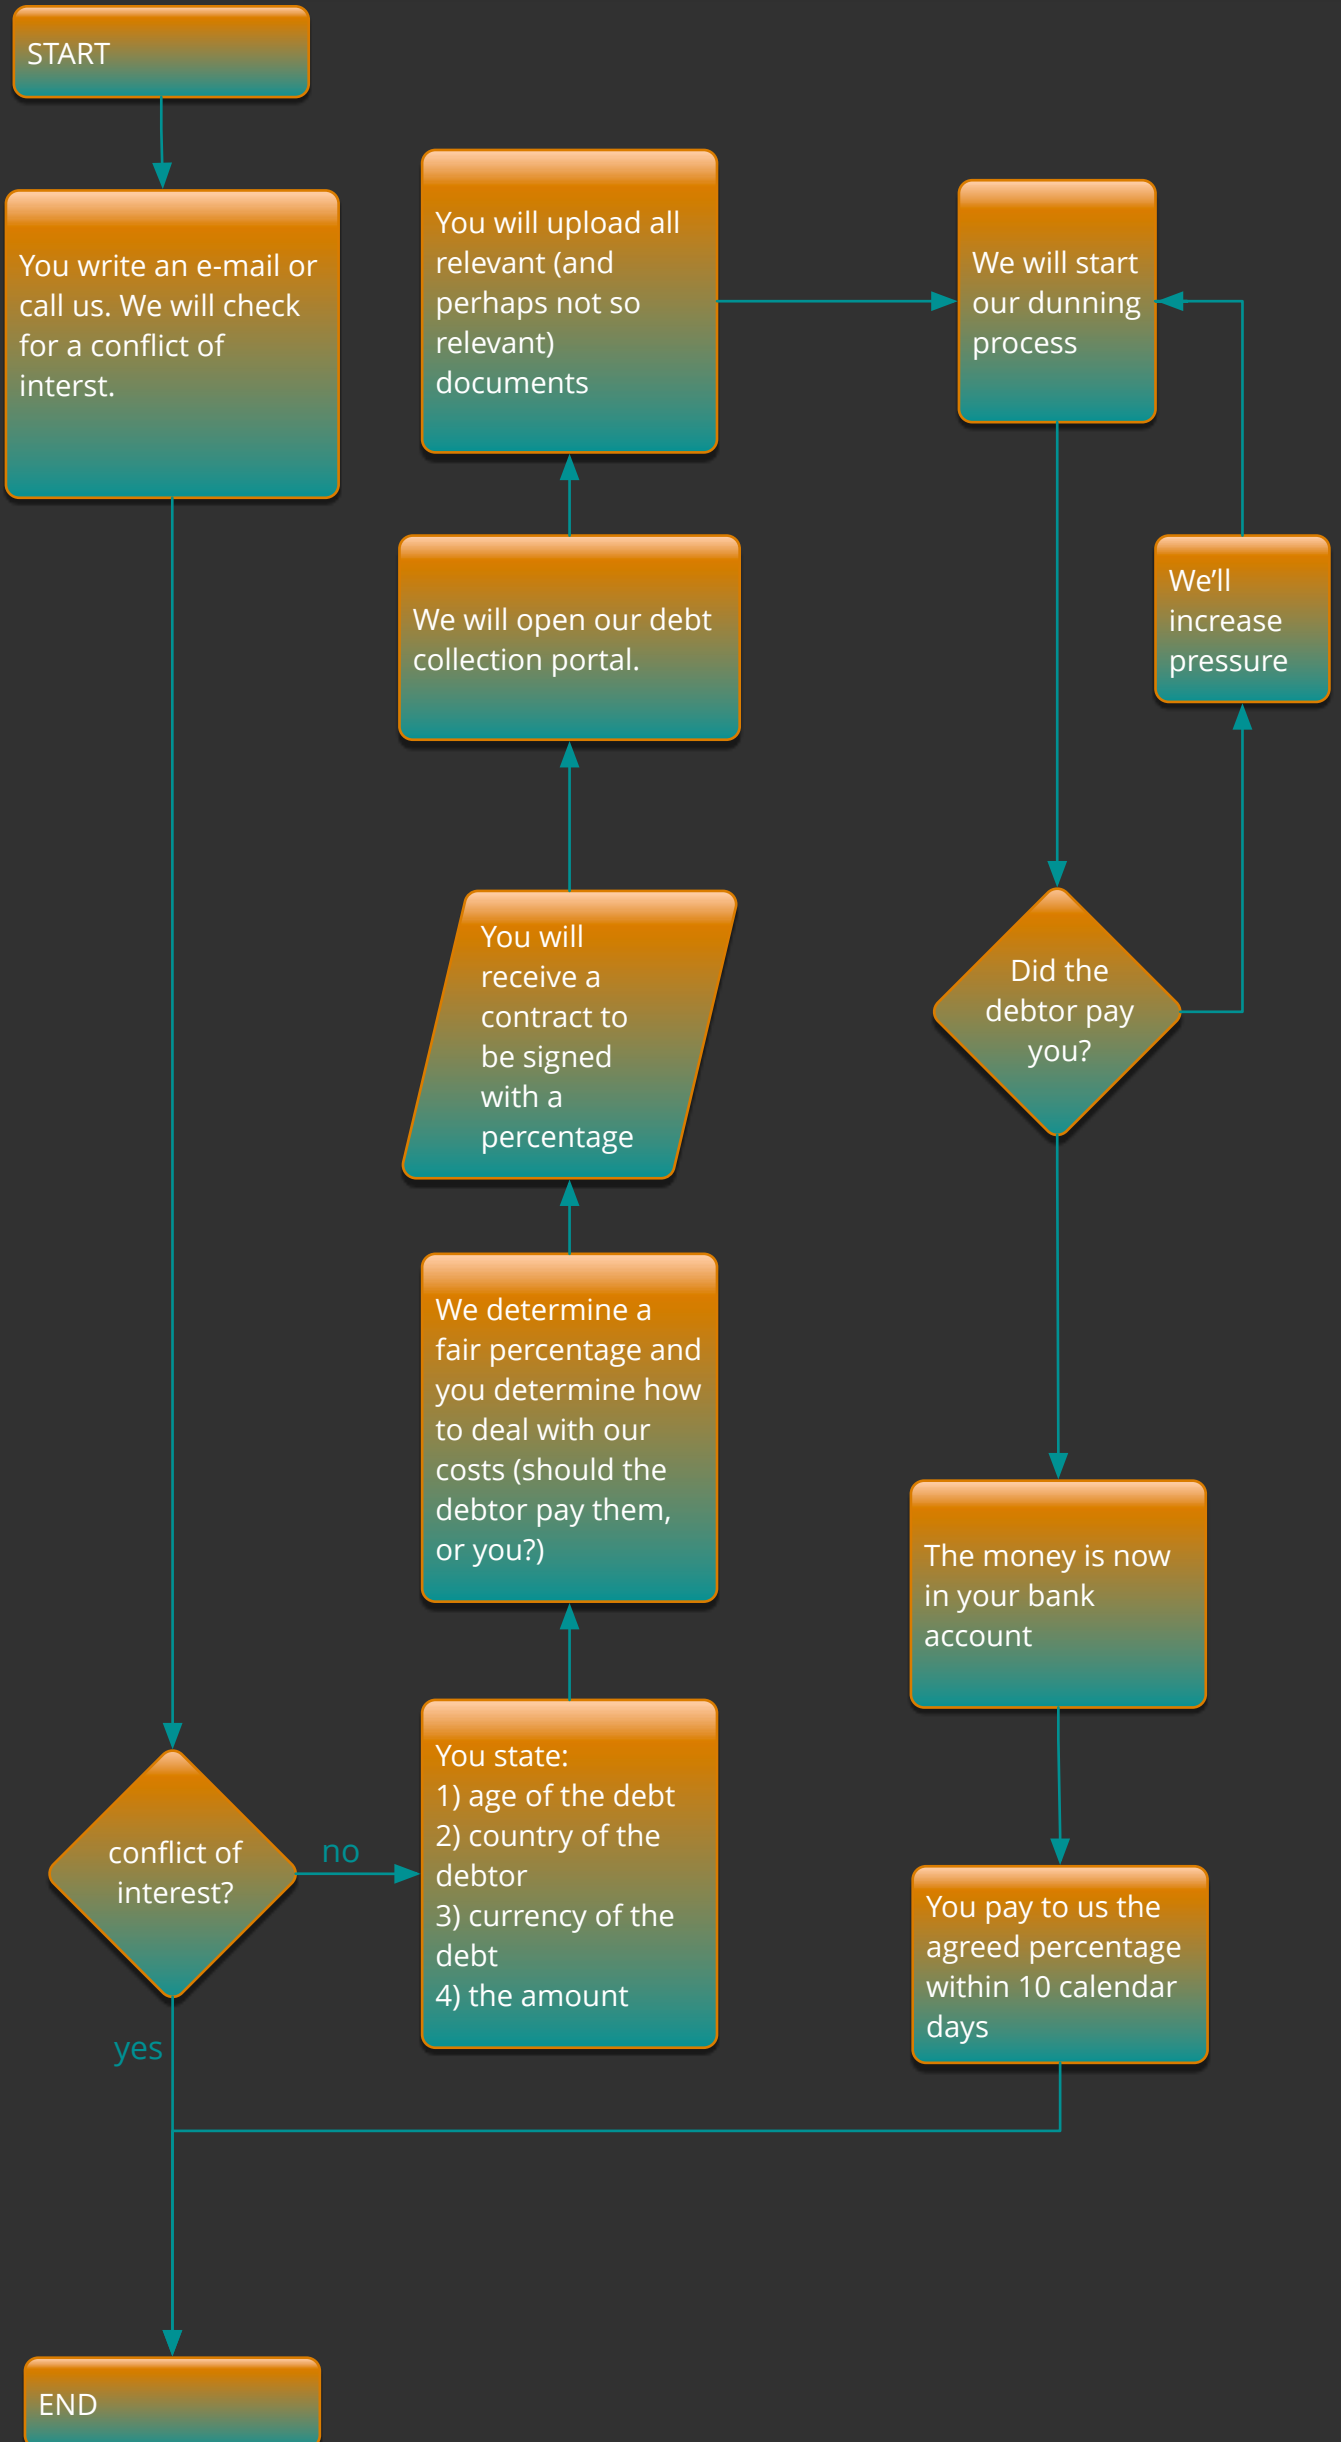 START
You write an e-mail or
call us. We will check
for a conflict of
interst.
conflict of
interest?
no
yes
You state:
1) age of the debt
2) country of the
debtor
3) currency of the
debt
4) the amount
We determine a
fair percentage and
you determine how
to deal with our
costs (should the
debtor pay them,
or you?)
You will
receive a
contract to
be signed
with a
percentage
We will open our debt
collection portal.
You will upload all
relevant (and
perhaps not so
relevant)
documents
We will start
our dunning
process
Did the
debtor pay
you?
We’ll
increase
pressure
The money is now
in your bank
account
You pay to us the
agreed percentage
within 10 calendar
days
END